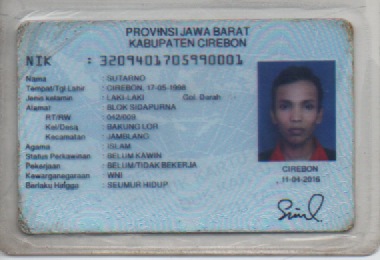 PROVINSI JAWA BARAT
KABUPATEN CIREBON
NIK : 3209401705990001
Nama : SUTARNO
Tempat/Tgl Lahir : CIREBON, 17-05-1998
Jenis kelamin : LAKI-LAKI Gol. Darah
Alamat : BLOK SIDAPURNA
RT/RW : 042/009
Kel/Desa : BAKUNG LOR
Kecamatan : JAMBLANG
Agama : ISLAM
Status Perkawinan : BELUM KAWIN
Pekerjaan : BELUM/TIDAK BEKERJA
Kewarganegaraan : WNI
Berlaku Hingga : SEUMUR HIDUP
CIREBON
11-04-2016